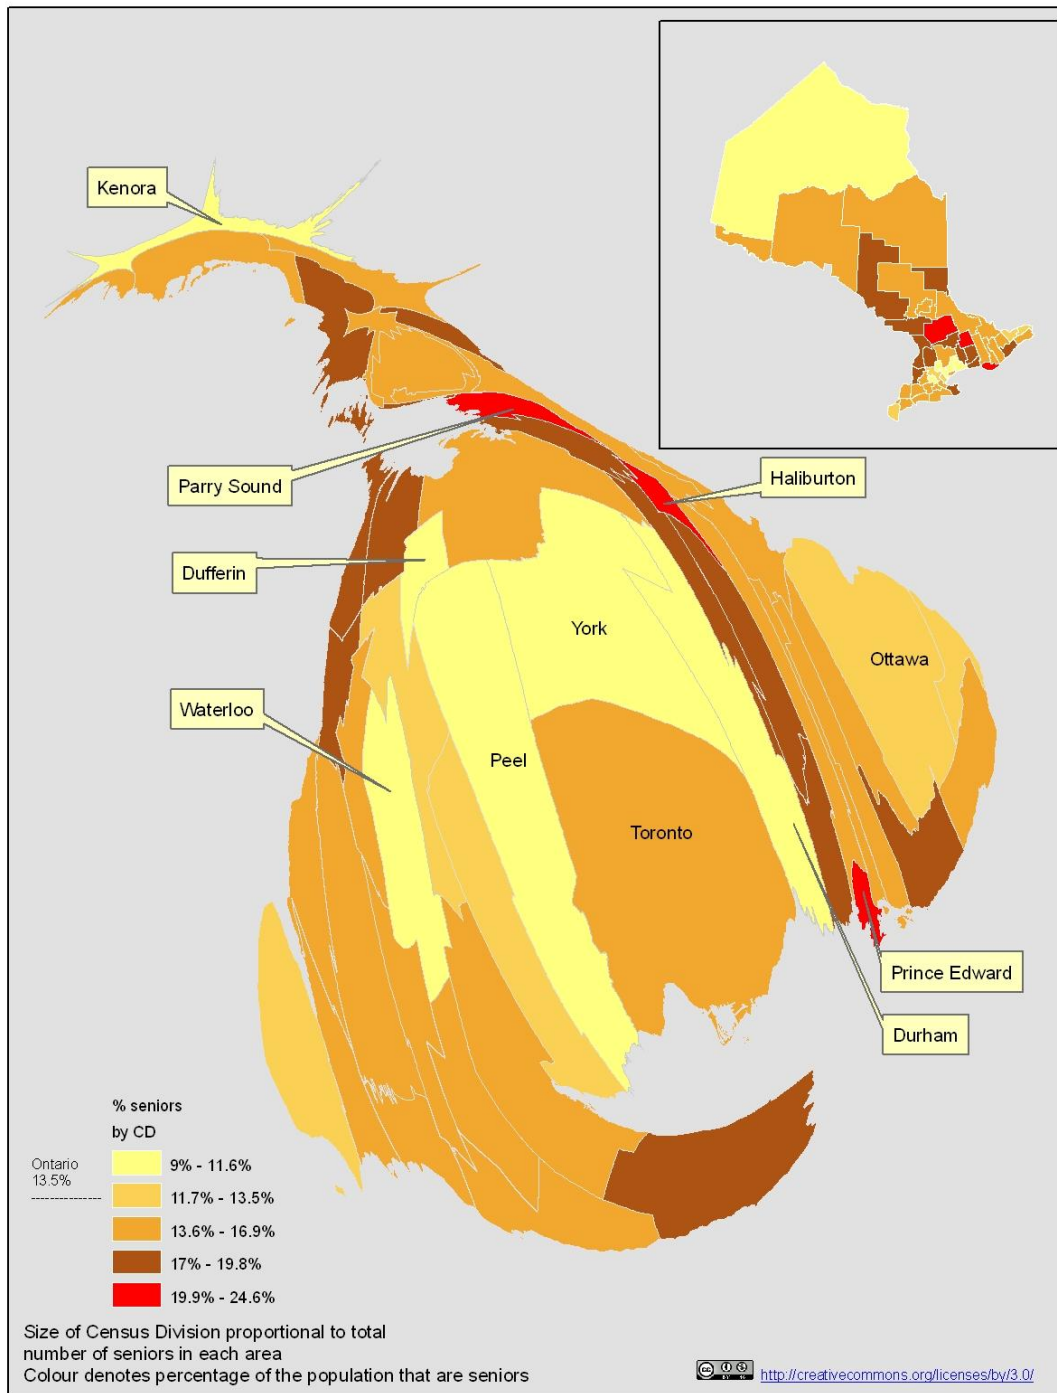 Kenora
Parry Sound
Haliburton
Dufferin
York
Ottawa
Waterloo
Peel
Toronto
Prince Edward
Durham
% seniors
by CD
Ontario
13.5%
9% - 11.6%
11.7% - 13.5%
13.6% - 16.9%
17% - 19.8%
19.9% - 24.6%
Size of Census Division proportional to total
number of seniors in each area
Colour denotes percentage of the population that are seniors
http://creativecommons.org/licenses/by/3.0/